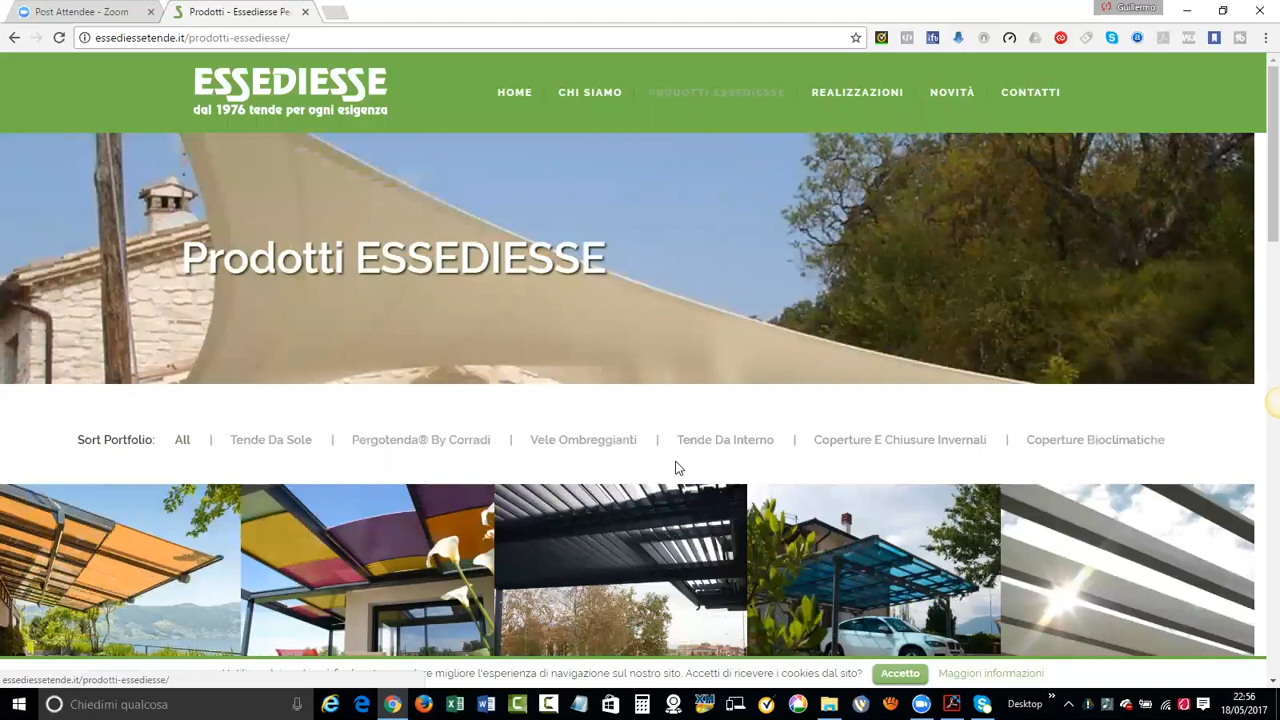 Post Attendee - Zoom
Prodotti - Essediesse Pe
Guillermo
essediessetende.it/prodotti-essediesse/
ESSEDIESSE
dal 1976 tende per ogni esigenza
HOME
CHI SIAMO
PRODOTTI ESSEDIESSE
REALIZZAZIONI
NOVITÀ
CONTATTI
Prodotti ESSEDIESSE
Sort Portfolio: All | Tende Da Sole | Pergotenda® By Corradi | Vele Ombreggianti | Tende Da Interno | Coperture E Chiusure Invernali | Coperture Bioclimatiche
migliore l'esperienza di navigazione sul nostro sito, Accetti di ricevere i cookies dal sito?
Accetto
Maggiori informazioni
essediessetende.it/prodotti-essediesse/
Chiedimi qualcosa
Desktop
22:56
18/05/2017